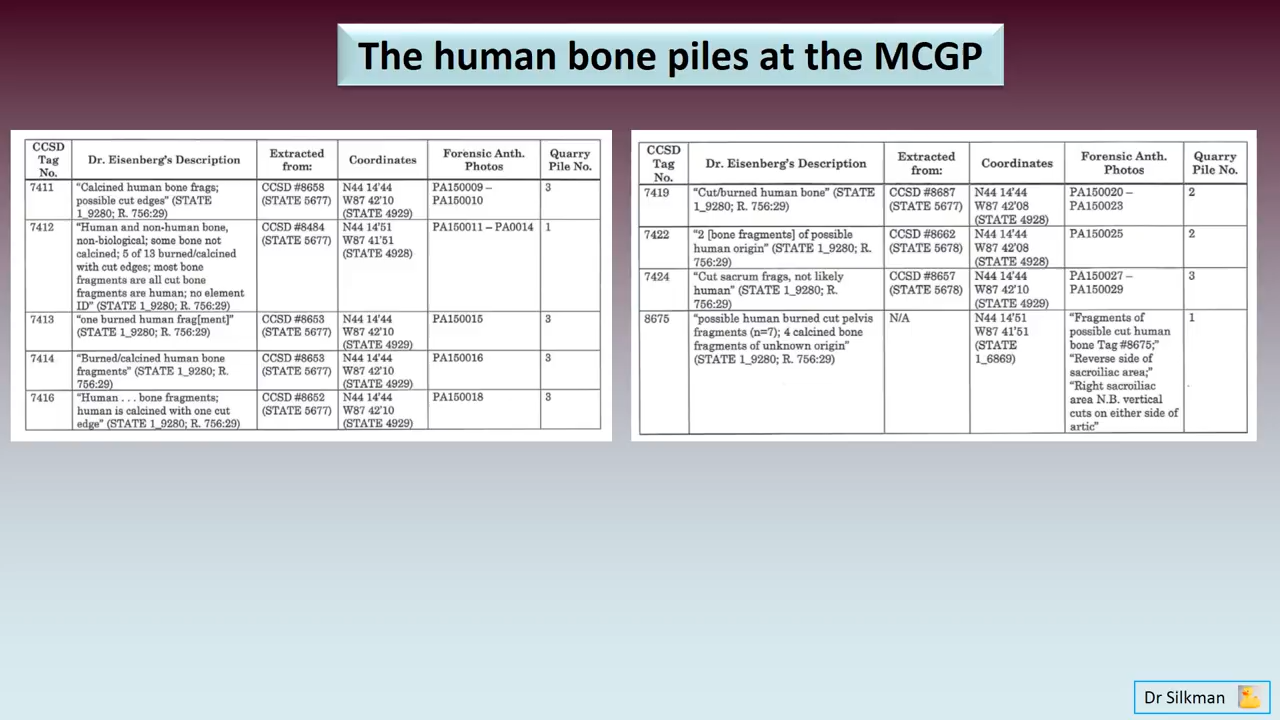 The human bone piles at the MCGP
CCSD Tag No. Dr. Eisenberg's Description Extracted from: Coordinates Forensic Anth. Photos Quarry Pile No.
7411 "Calcined human bone frags; CCSD #8658 N44 14'44 PA150009 – 3
possible cut edges" (STATE (STATE 5677) W87 42'10 PA150010
1_9280; R. 756:29) (STATE 4929)
7412 "Human and non-human bone, CCSD #8484 N44 14'51 PA150011 – PA0014 1
non-biological; some bone not (STATE 5677) W87 41'51
calcined; 5 of 13 burned/calcined (STATE 4928)
with cut edges; most bone
fragments are all cut bone
fragments are human; no element
ID" (STATE 1_9280; R. 756:29)
7413 "one burned human frag[ment]" CCSD #8653 N44 14'44 PA150015 3
(STATE 1_9280; R. 756:29) (STATE 5677) W87 42'10
(STATE 4929)
7414 "Burned/calcined human bone CCSD #8653 N44 14'44 PA150016 3
fragments" (STATE 1_9280; R. (STATE 5677) W87 42'10
756:29) (STATE 4929)
7416 "Human . . . bone fragments; CCSD #8652 N44 14'44 PA150018 3
human is calcined with one cut (STATE 5677) W87 42'10
edge" (STATE 1_9280; R. 756:29) (STATE 4929)
CCSD Tag No. Dr. Eisenberg's Description Extracted from: Coordinates Forensic Anth. Photos Quarry Pile No.
7419 "Cut/burned human bone" (STATE CCSD #8687 N44 14'44 PA150020 – 2
1_9280; R. 756:29) (STATE 5677) W87 42'08 PA150023
(STATE 4928)
7422 "2 [bone fragments] of possible CCSD #8662 N44 14'44 PA150025 2
human origin" (STATE 1_9280; R. (STATE 5678) W87 42'08
756:29) (STATE 4928)
7424 "Cut sacrum frags, not likely CCSD #8657 N44 14'44 PA150027 – 3
human" (STATE 1_9280; R. (STATE 5678) W87 42'10 PA150029
756:29) (STATE 4929)
8675 "possible human burned cut pelvis N/A N44 14'51 "Fragments of 1
fragments (n=7); 4 calcined bone W87 41'51 possible cut human
fragments of unknown origin" (STATE bone Tag #8675;"
(STATE 1_9280; R. 756:29) 1_6869) "Reverse side of
sacroiliac area;"
"Right sacroiliac
area N.B. vertical
cuts on either side of
artic"
Dr Silkman